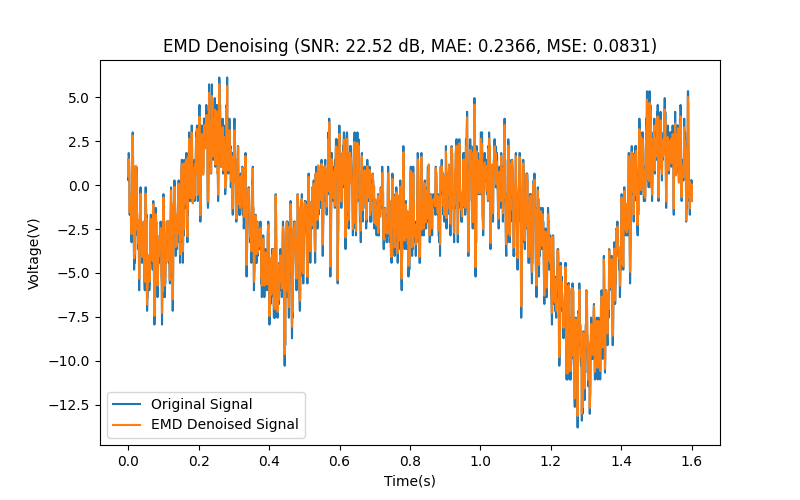 EMD Denoising (SNR: 22.52 dB, MAE: 0.2366, MSE: 0.0831)
5.0
2.5
0.0
−2.5
−5.0
−7.5
−10.0
−12.5
Voltage(V)
Original Signal
EMD Denoised Signal
0.0 0.2 0.4 0.6 0.8 1.0 1.2 1.4 1.6
Time(s)